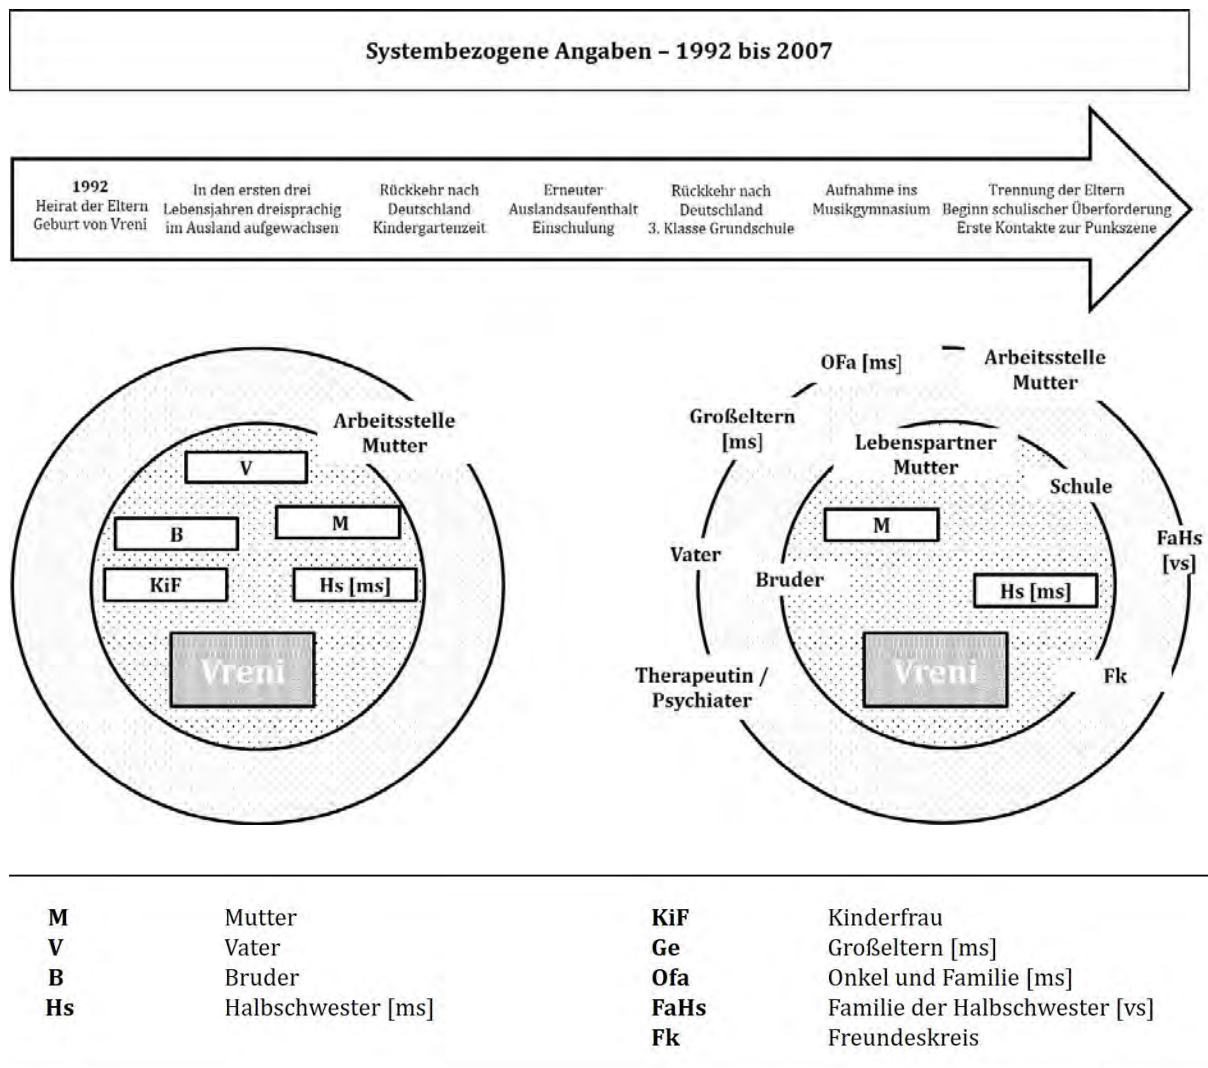 Systembezogene Angaben – 1992 bis 2007
1992
Heirat der Eltern
Geburt von Vreni
In den ersten drei
Lebensjahren dreisprachig
im Ausland aufgewachsen
Rückkehr nach
Deutschland
Kindergartenzeit
Erneuter
Auslandsaufenthalt
Einschulung
Rückkehr nach
Deutschland
3. Klasse Grundschule
Aufnahme ins
Musikgymnasium
Trennung der Eltern
Beginn schulischer Überforderung
Erste Kontakte zur Punkszene
Arbeitsstelle
Mutter
V
M
B
KiF
Hs [ms]
Vreni
OFa [ms]
Arbeitsstelle
Mutter
Großeltern
[ms]
Lebenspartner
Mutter
Schule
M
FaHs
[vs]
Vater
Bruder
Hs [ms]
Vreni
Therapeutin /
Psychiater
Fk
M Mutter
V Vater
B Bruder
Hs Halbschwester [ms]
KiF Kinderfrau
Ge Großeltern [ms]
Ofa Onkel und Familie [ms]
FaHs Familie der Halbschwester [vs]
Fk Freundeskreis